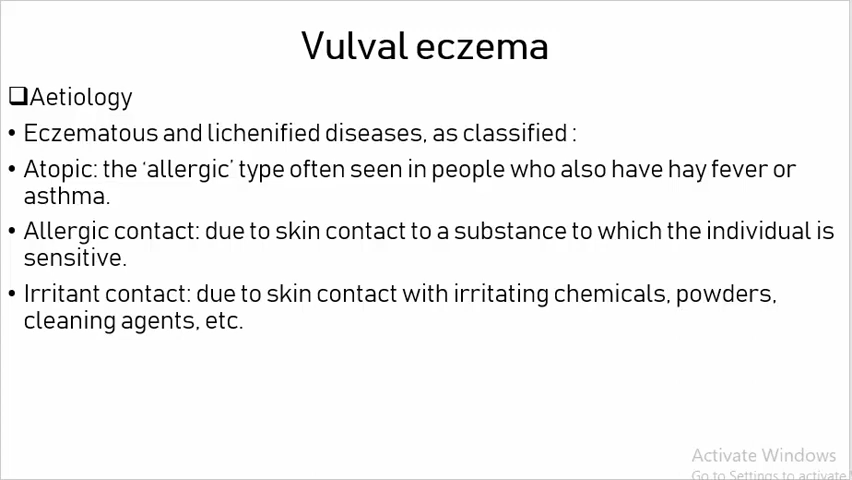 Vulval eczema
❑Aetiology
• Eczematous and lichenified diseases, as classified :
• Atopic: the ‘allergic’ type often seen in people who also have hay fever or
asthma.
• Allergic contact: due to skin contact to a substance to which the individual is
sensitive.
• Irritant contact: due to skin contact with irritating chemicals, powders,
cleaning agents, etc.
Activate Windows
Go to Settings to activate